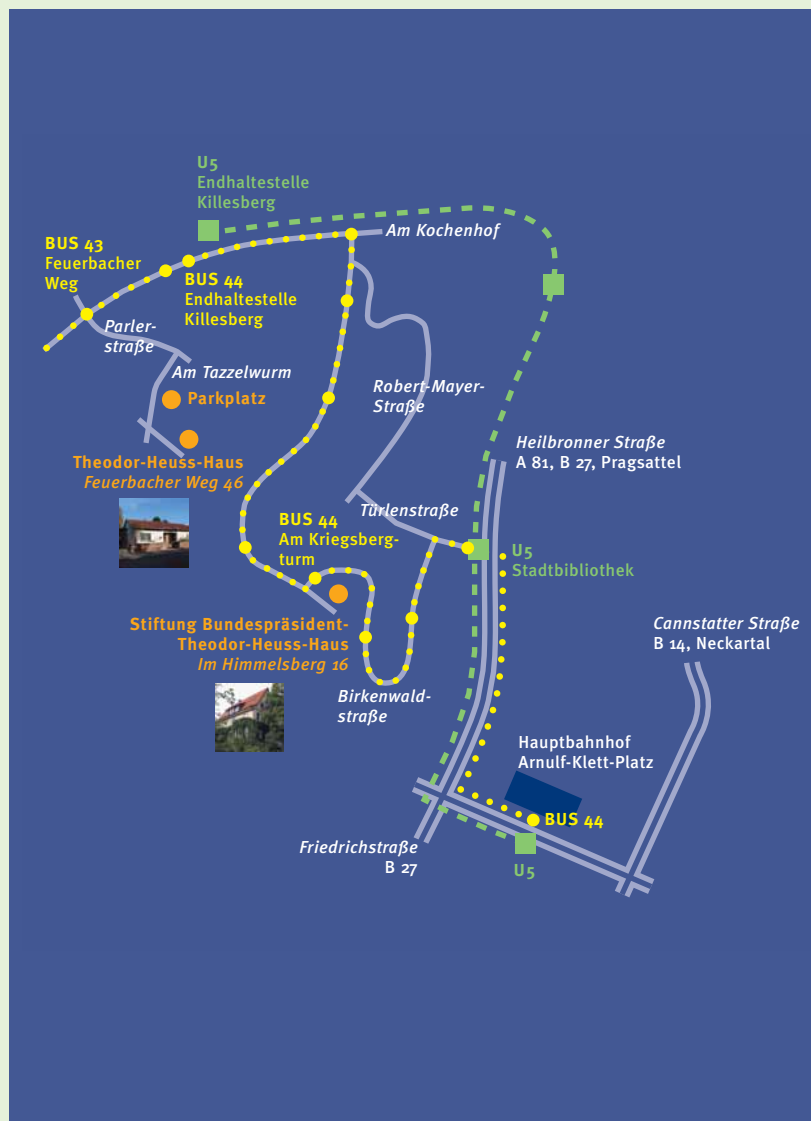 U5
Endhaltestelle
Killesberg
Am Kochenhof
BUS 43
Feuerbacher
Weg
BUS 44
Endhaltestelle
Killesberg
Parler-
straße
Am Tazzelwurm
Parkplatz
Robert-Mayer-
Straße
Heilbronner Straße
A 81, B 27, Pragsattel
Theodor-Heuss-Haus
Feuerbacher Weg 46
Türlenstraße
BUS 44
Am Kriegsberg-
turm
U5
Stadtbibliothek
Stiftung Bundespräsident-
Theodor-Heuss-Haus
Im Himmelsberg 16
Cannstatter Straße
B 14, Neckartal
Birkenwald-
straße
Hauptbahnhof
Arnulf-Klett-Platz
BUS 44
Friedrichstraße
B 27
U5